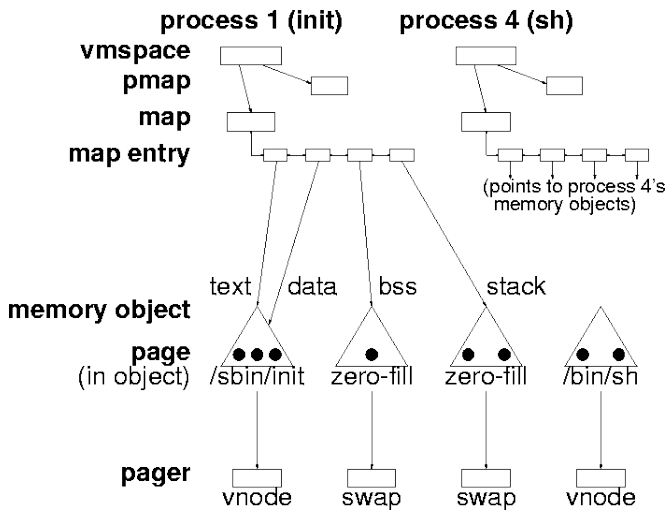 process 1 (init) process 4 (sh)
vmspace
pmap
map
map entry
(points to process 4's
memory objects)
text data bss stack
memory object
page
(in object) /sbin/init zero-fill zero-fill /bin/sh
pager
vnode swap swap vnode